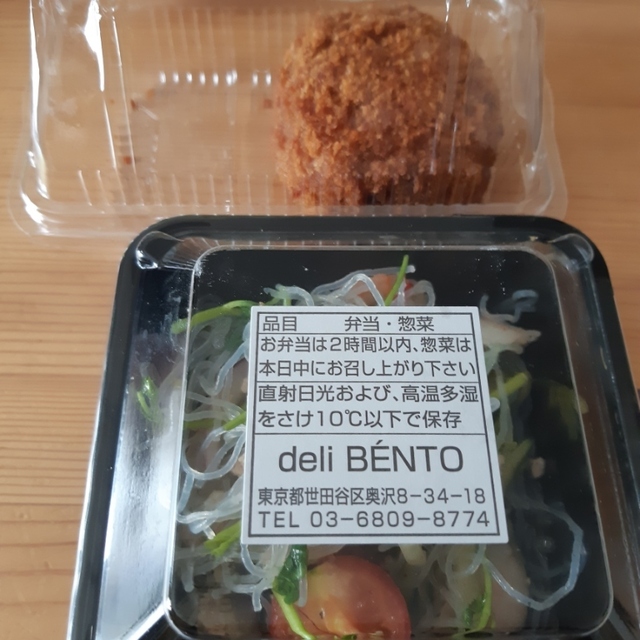 品目 弁当・惣菜
お弁当は2時間以内、惣菜は
本日中にお召し上がり下さい
直射日光および、高温多湿
をさけ10℃以下で保存
deli BÉNTO
東京都世田谷区奥沢8-34-18
TEL 03-6809-8774